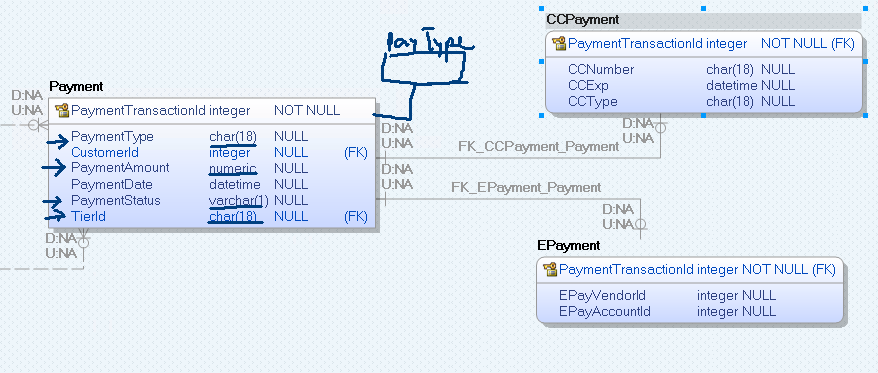 CCPayment
PaymentTransactionId integer NOT NULL (FK)
CCNumber char(18) NULL
CCExp datetime NULL
CCType char(18) NULL
Pay Type
Payment
D:NA
U:NA
PaymentTransactionId integer NOT NULL
PaymentType char(18) NULL
CustomerId integer NULL (FK)
PaymentAmount numeric NULL
PaymentDate datetime NULL
PaymentStatus varchar(1) NULL
TierId char(18) NULL (FK)
D:NA
U:NA
D:NA
U:NA
D:NA
U:NA
FK_CCPayment_Payment
D:NA
U:NA
FK_EPayment_Payment
D:NA
U:NA
EPayment
PaymentTransactionId integer NOT NULL (FK)
EPayVendorId integer NULL
EPayAccountId integer NULL